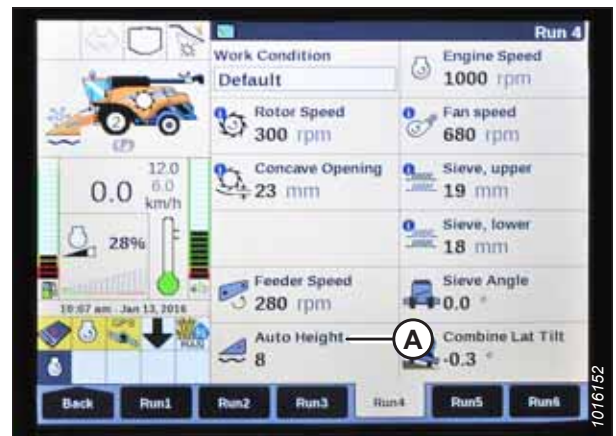 Run 4
Work Condition
Default
Engine Speed
1000 rpm
Rotor Speed
300 rpm
Fan speed
680 rpm
Concave Opening
23 mm
Sieve, upper
19 mm
Sieve, lower
18 mm
Feeder Speed
280 rpm
Sieve Angle
0.0 °
Auto Height
8
A
Combine Lat Tilt
-0.3 °
2
(P)
0.0
12.0
6.0
km/h
28%
10:07 am Jan 13, 2016
GPS
MAN
Back
Run1
Run2
Run3
Run4
Run5
Run6
1016152